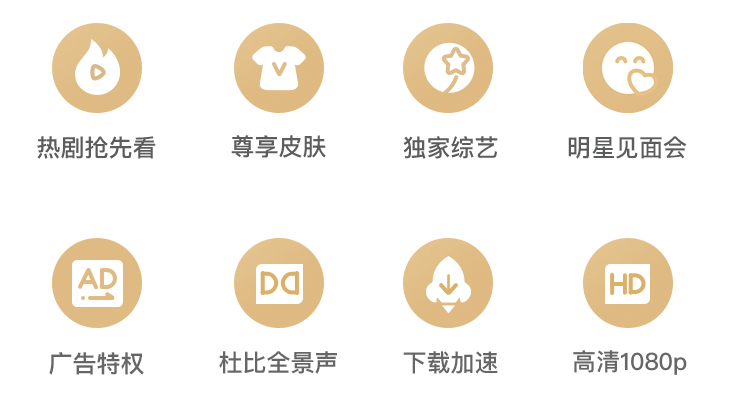 热剧抢先看
V
尊享皮肤
独家综艺
明星见面会
AD
广告特权
DD
杜比全景声
下载加速
HD
高清1080p